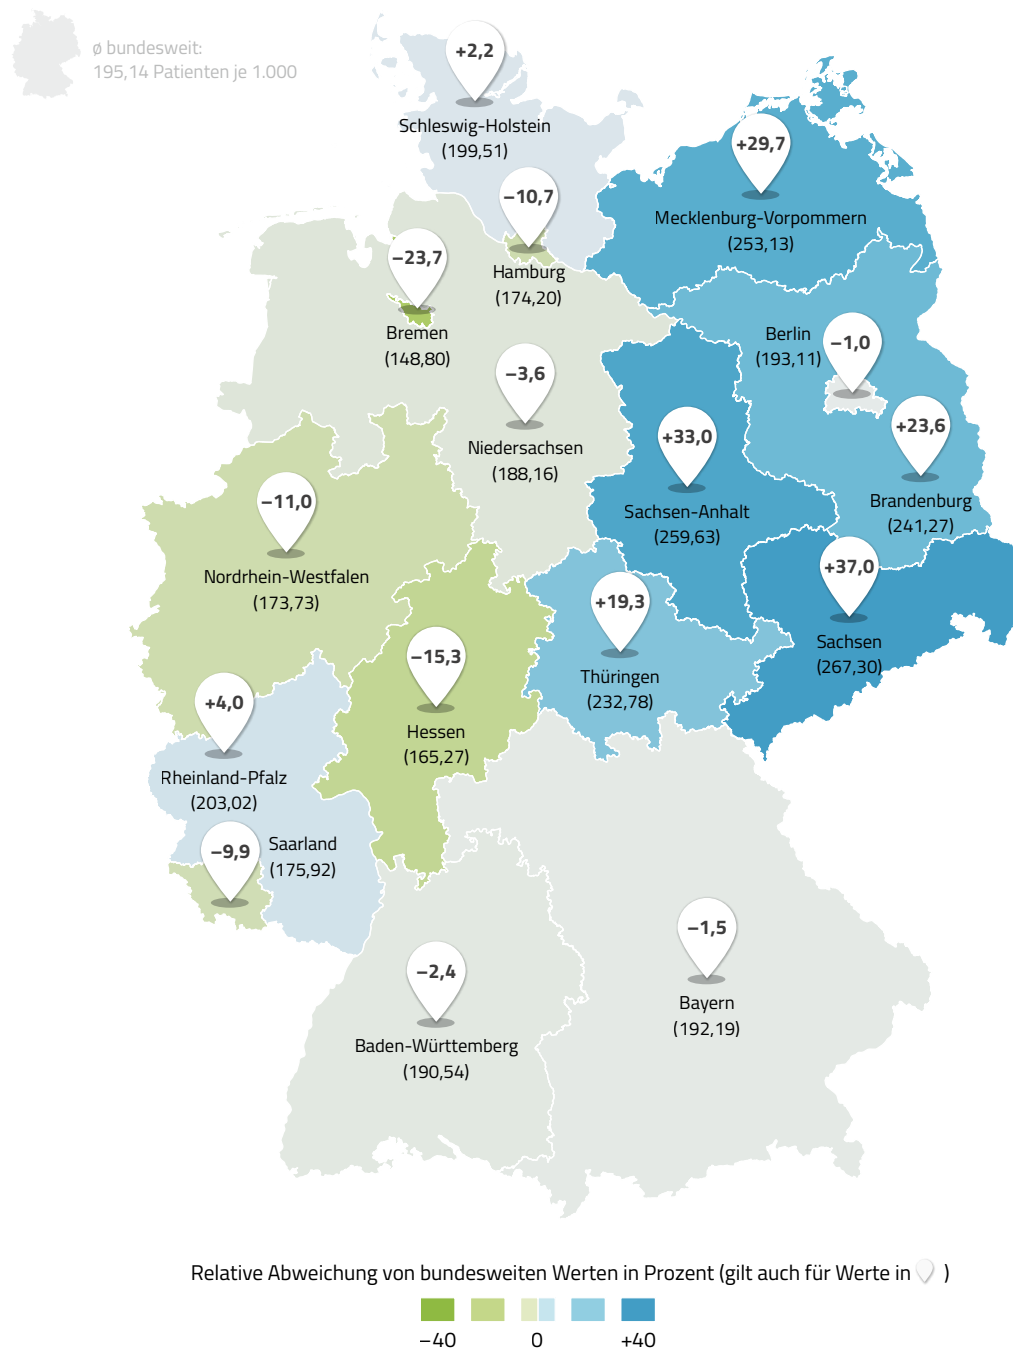 ø bundesweit:
195,14 Patienten je 1.000
+2,2
Schleswig-Holstein
(199,51)
+29,7
Mecklenburg-Vorpommern
(253,13)
−10,7
Hamburg
(174,20)
−23,7
Bremen
(148,80)
Berlin
(193,11)
−1,0
−3,6
Niedersachsen
(188,16)
+23,6
Brandenburg
(241,27)
+33,0
Sachsen-Anhalt
(259,63)
−11,0
Nordrhein-Westfalen
(173,73)
+37,0
Sachsen
(267,30)
+19,3
Thüringen
(232,78)
−15,3
Hessen
(165,27)
+4,0
Rheinland-Pfalz
(203,02)
Saarland
(175,92)
−9,9
−1,5
Bayern
(192,19)
−2,4
Baden-Württemberg
(190,54)
Relative Abweichung von bundesweiten Werten in Prozent (gilt auch für Werte in )
−40 0 +40